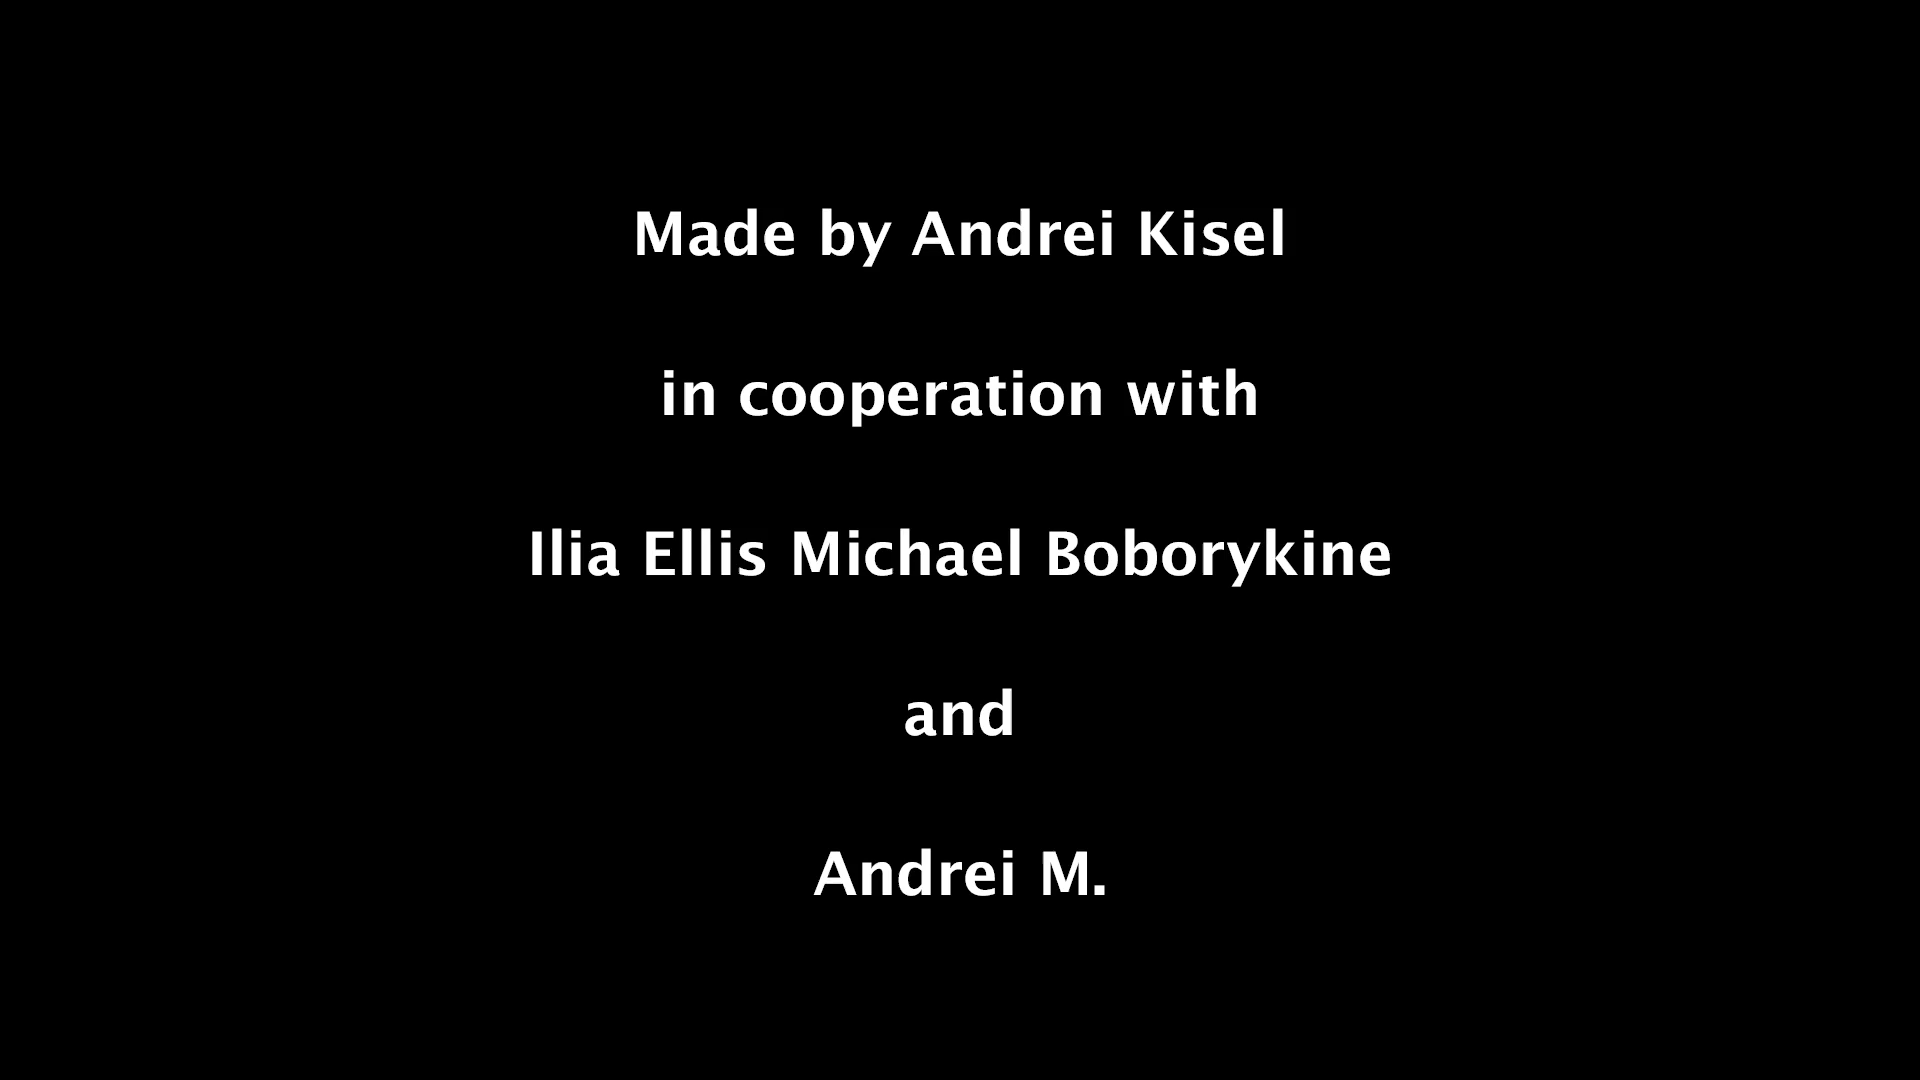 Made by Andrei Kisel
in cooperation with
Ilia Ellis Michael Boborykine
and
Andrei M.